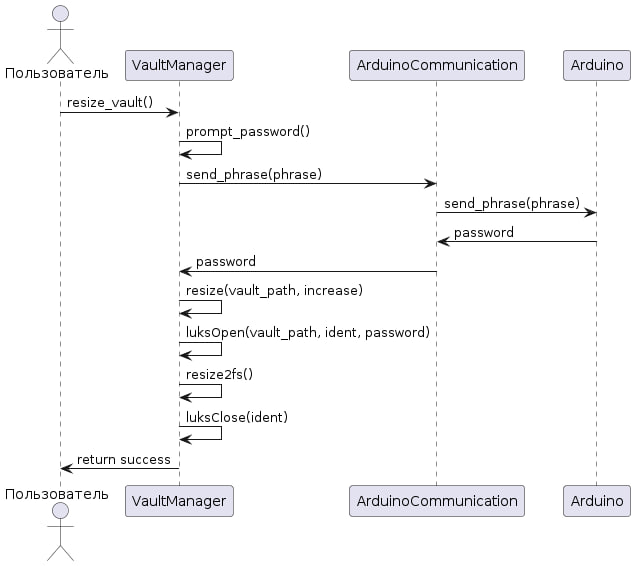 Пользователь
VaultManager
ArduinoCommunication
Arduino
resize_vault()
prompt_password()
send_phrase(phrase)
send_phrase(phrase)
password
password
resize(vault_path, increase)
luksOpen(vault_path, ident, password)
resize2fs()
luksClose(ident)
return success
Пользователь
VaultManager
ArduinoCommunication
Arduino